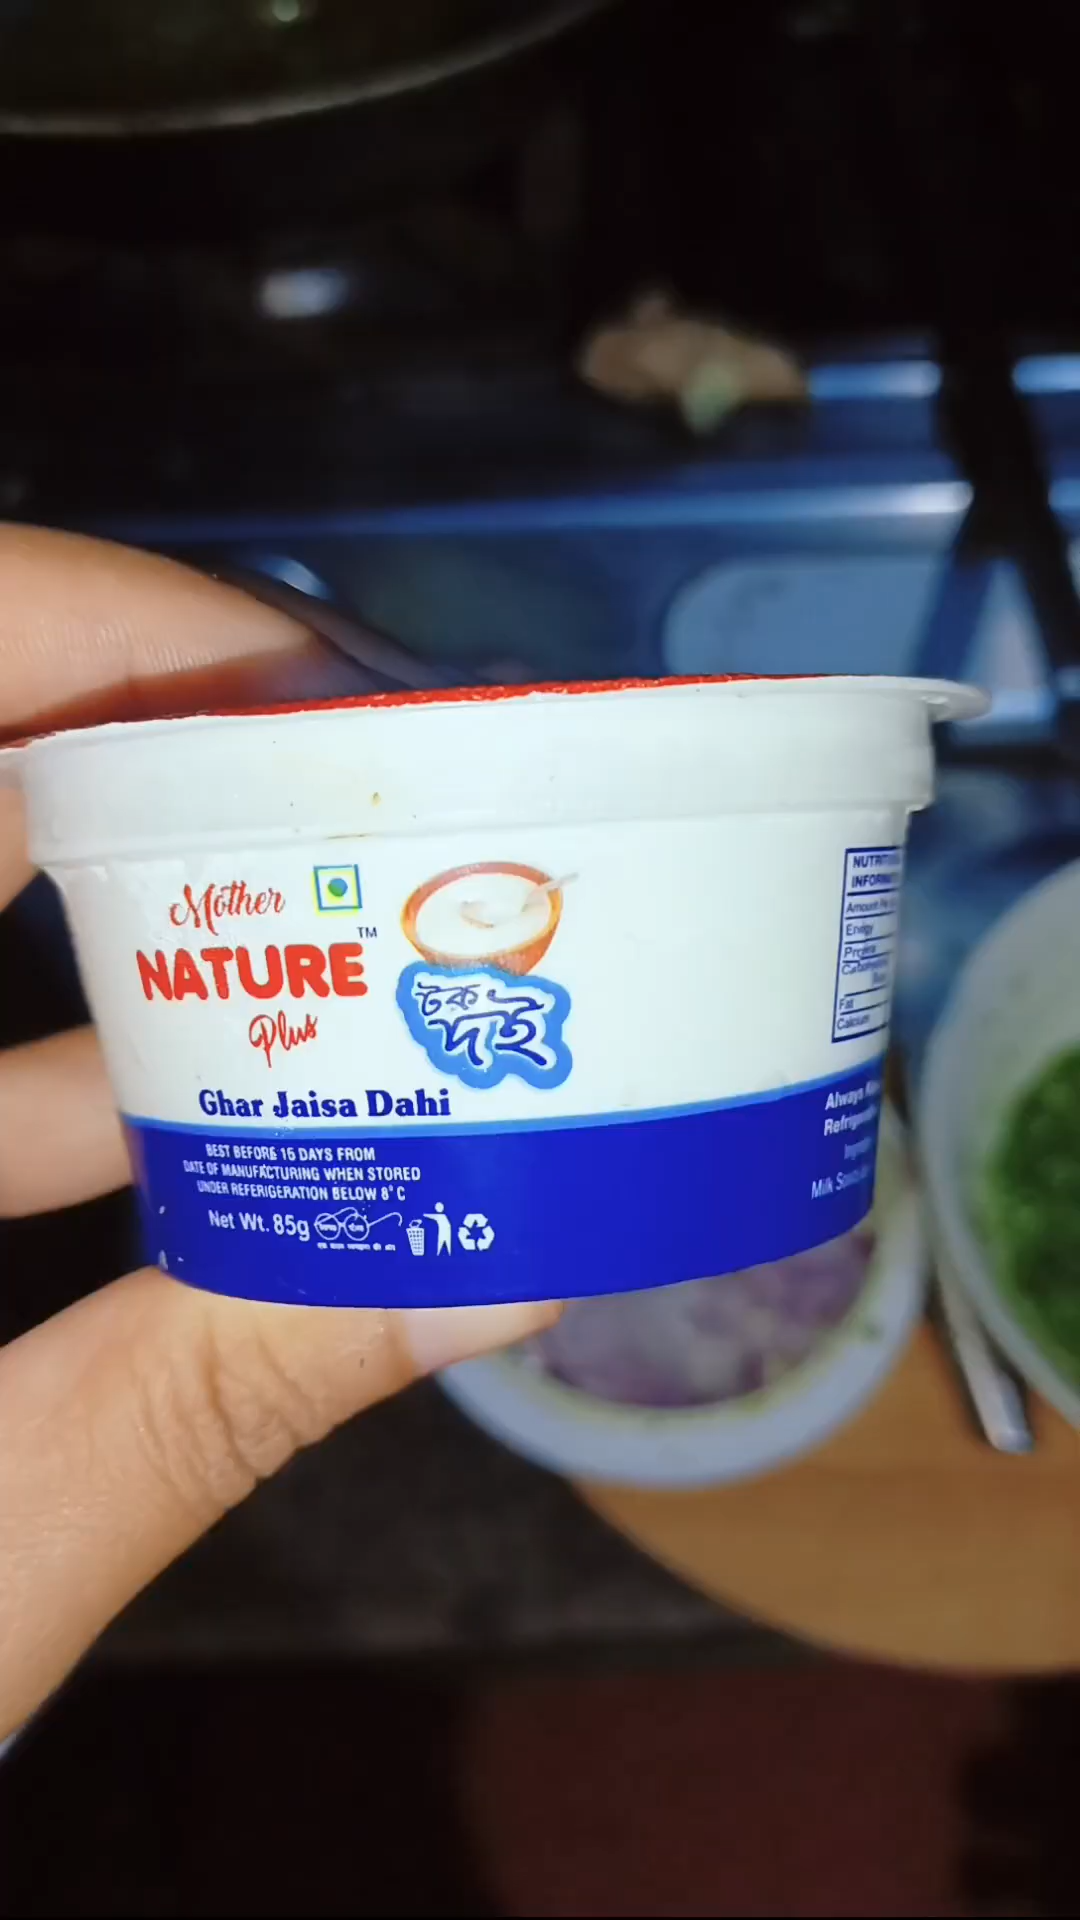 Mother
NATURE
TM
Plus
টক
দই
Ghar Jaisa Dahi
BEST BEFORE 15 DAYS FROM
DATE OF MANUFACTURING WHEN STORED
UNDER REFERIGERATION BELOW 8° C
Net Wt. 85g
NUTRITI
INFORM
Amount
Energy
Protein
Fat
Calcium
Always
Milk